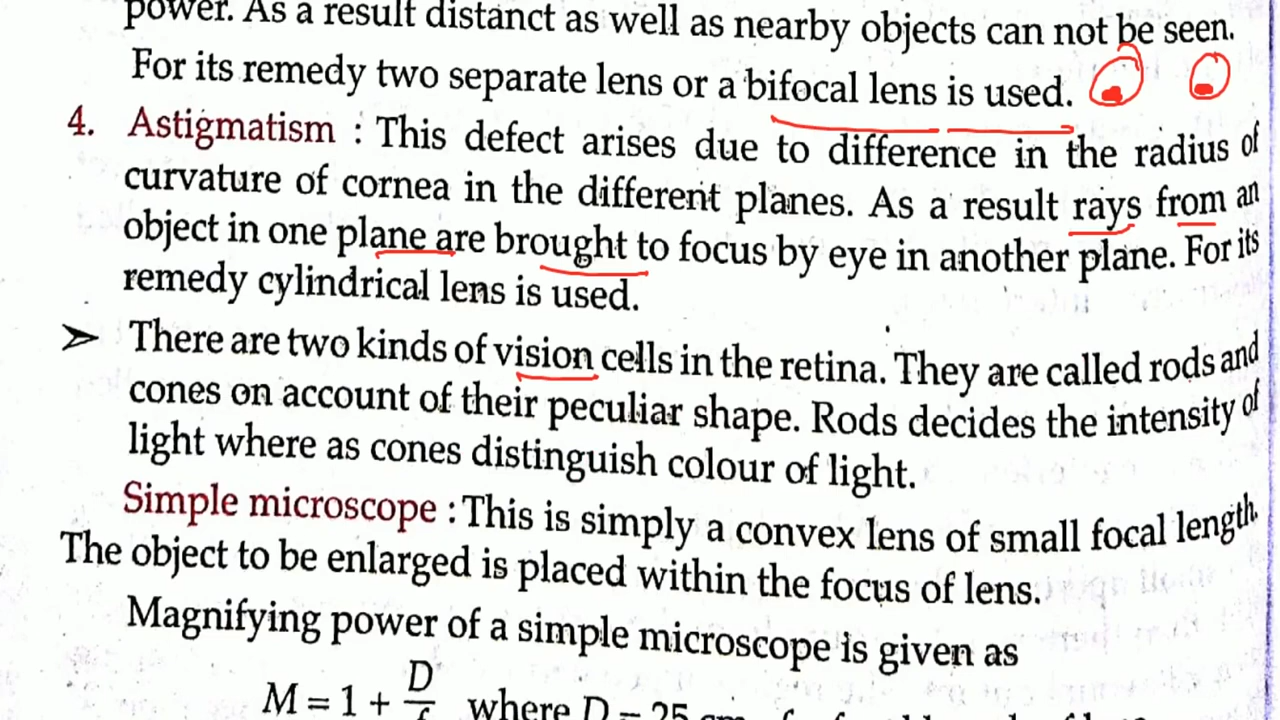 power. As a result distanct as well as nearby objects can not be seen.
For its remedy two separate lens or a bifocal lens is used.
4. Astigmatism : This defect arises due to difference in the radius of
curvature of cornea in the different planes. As a result rays from an
object in one plane are brought to focus by eye in another plane. For its
remedy cylindrical lens is used.
➢ There are two kinds of vision cells in the retina. They are called rods and
cones on account of their peculiar shape. Rods decides the intensity of
light where as cones distinguish colour of light.
Simple microscope : This is simply a convex lens of small focal length.
The object to be enlarged is placed within the focus of lens.
Magnifying power of a simple microscope is given as
M = 1 + D/f where D = 25 cm,